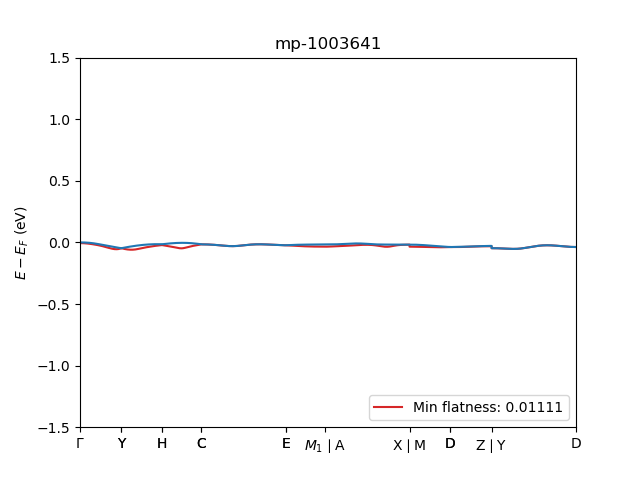 mp-1003641
E − E_F (eV)
1.5
1.0
0.5
0.0
−0.5
−1.0
−1.5
Min flatness: 0.01111
Γ Y H C E M_1 | A X | M D Z | Y D